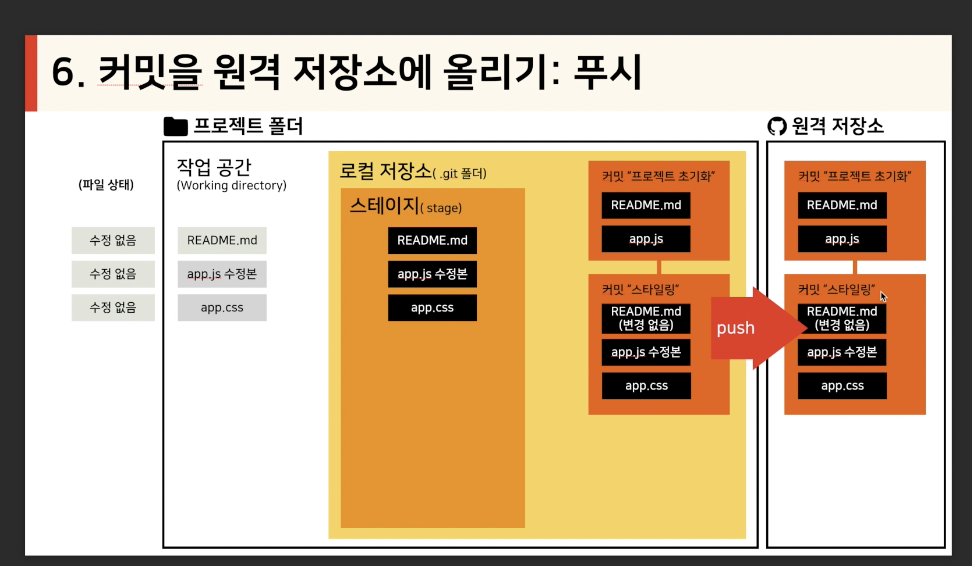 6. 커밋을 원격 저장소에 올리기: 푸시
프로젝트 폴더
원격 저장소
(파일 상태)
수정 없음
수정 없음
수정 없음
작업 공간
(Working directory)
README.md
app.js 수정본
app.css
로컬 저장소( .git 폴더)
스테이지( stage)
README.md
app.js 수정본
app.css
커밋 “프로젝트 초기화”
README.md
app.js
커밋 “스타일링”
README.md
(변경 없음)
app.js 수정본
app.css
push
커밋 “프로젝트 초기화”
README.md
app.js
커밋 “스타일링”
README.md
(변경 없음)
app.js 수정본
app.css